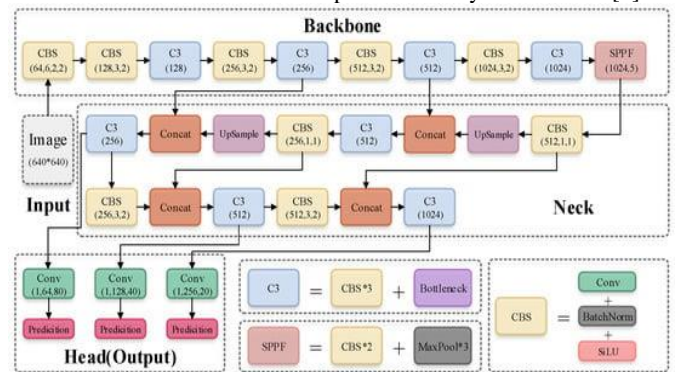 Backbone
CBS
(64,6,2,2)
CBS
(128,3,2)
C3
(128)
CBS
(256,3,2)
C3
(256)
CBS
(512,3,2)
C3
(512)
CBS
(1024,3,2)
C3
(1024)
SPPF
(1024,5)
Image
(640*640)
Input
C3
(256)
Concat
UpSample
CBS
(256,1,1)
C3
(512)
Concat
UpSample
CBS
(512,1,1)
CBS
(256,3,2)
Concat
C3
(512)
CBS
(512,3,2)
Concat
C3
(1024)
Neck
Conv
(1,64,80)
Conv
(1,128,40)
Conv
(1,256,20)
Predicition
Predicition
Predicition
Head(Output)
C3
=
CBS*3
+
Bottleneck
SPPF
=
CBS*2
+
MaxPool*3
CBS
=
Conv
+
BatchNorm
+
SiLU